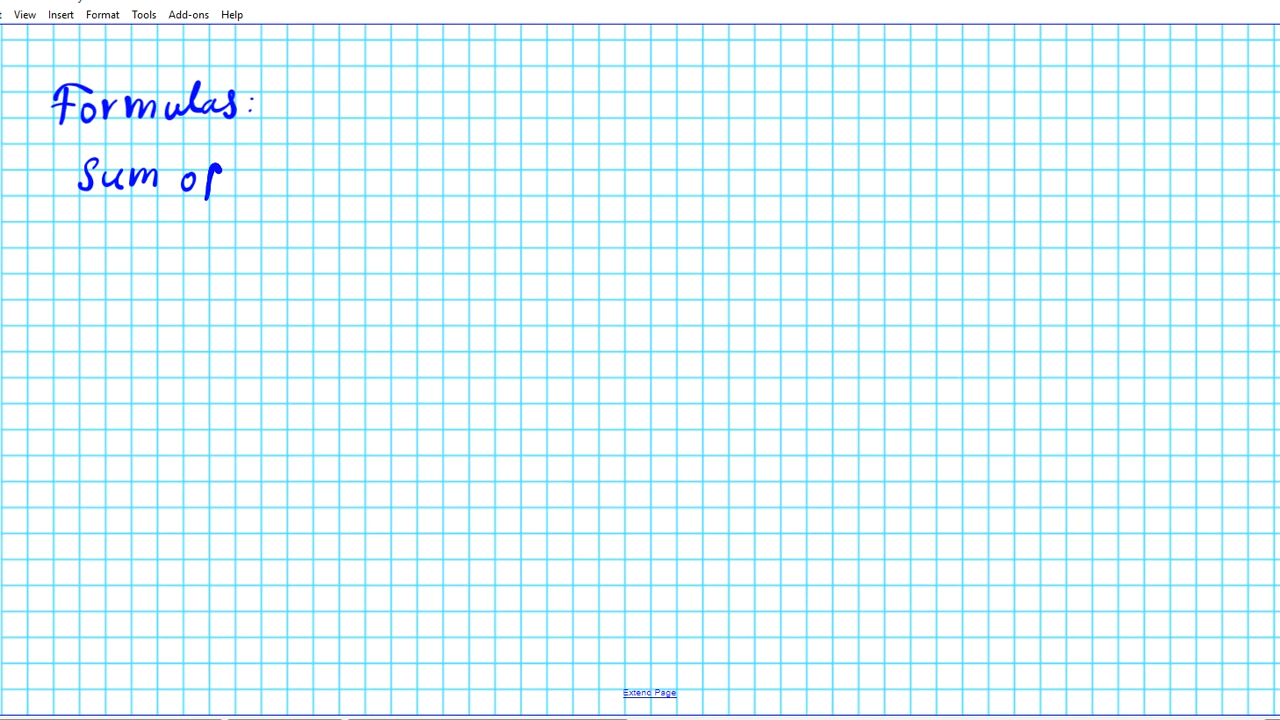 View Insert Format Tools Add-ons Help
Formulas:
Sum of
Extend Page